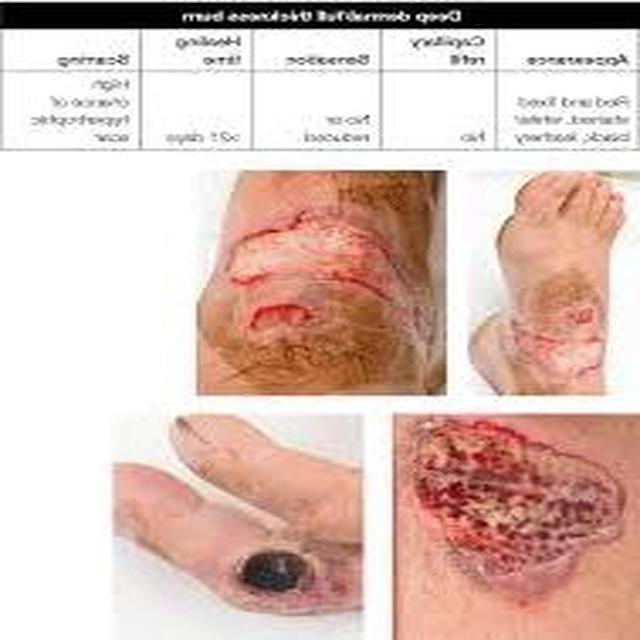 Deep dermal/full thickness burn
Appearance
Capillary
refill
Sensation
Healing
time
Scarring
Red and fixed
stained, white/
black, leathery
No
No or
reduced
>21 days
High
chance of
hypertrophic
scar